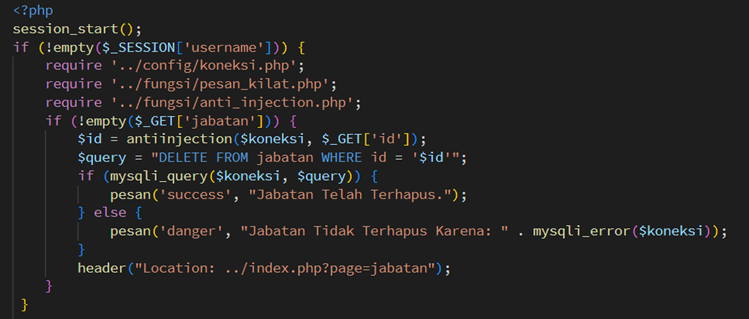 <?php
session_start();
if (!empty($_SESSION['username'])) {
    require '../config/koneksi.php';
    require '../fungsi/pesan_kilat.php';
    require '../fungsi/anti_injection.php';
    if (!empty($_GET['jabatan'])) {
        $id = antiinjection($koneksi, $_GET['id']);
        $query = "DELETE FROM jabatan WHERE id = '$id'";
        if (mysqli_query($koneksi, $query)) {
            pesan('success', "Jabatan Telah Terhapus.");
        } else {
            pesan('danger', "Jabatan Tidak Terhapus Karena: " . mysqli_error($koneksi));
        }
        header("Location: ../index.php?page=jabatan");
    }
}